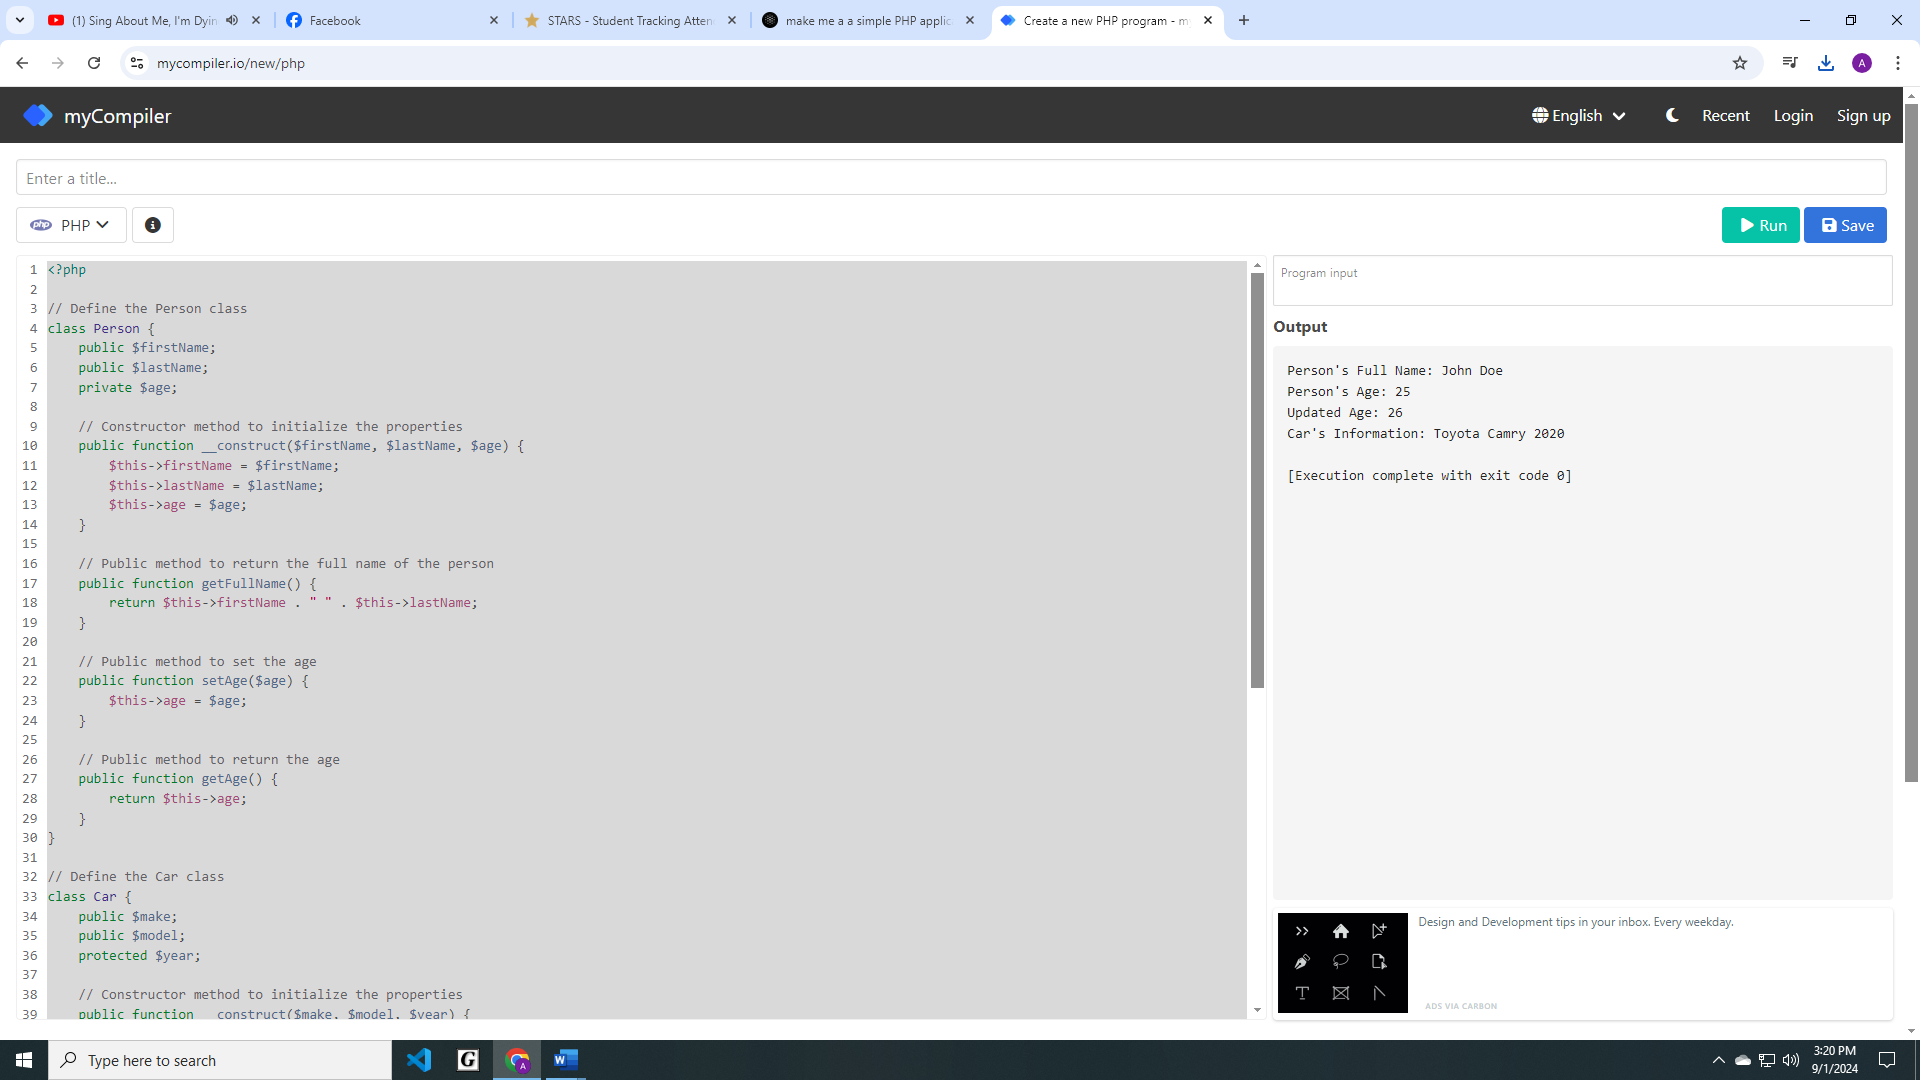 (1) Sing About Me, I'm Dyin
Facebook
STARS - Student Tracking Atten
make me a a simple PHP applic
Create a new PHP program - my
mycompiler.io/new/php
A
myCompiler
English
Recent
Login
Sign up
Enter a title...
php PHP
Run
Save
1 <?php
2
3 // Define the Person class
4 class Person {
5 public $firstName;
6 public $lastName;
7 private $age;
8
9 // Constructor method to initialize the properties
10 public function __construct($firstName, $lastName, $age) {
11 $this->firstName = $firstName;
12 $this->lastName = $lastName;
13 $this->age = $age;
14 }
15
16 // Public method to return the full name of the person
17 public function getFullName() {
18 return $this->firstName . " " . $this->lastName;
19 }
20
21 // Public method to set the age
22 public function setAge($age) {
23 $this->age = $age;
24 }
25
26 // Public method to return the age
27 public function getAge() {
28 return $this->age;
29 }
30 }
31
32 // Define the Car class
33 class Car {
34 public $make;
35 public $model;
36 protected $year;
37
38 // Constructor method to initialize the properties
39 public function __construct($make, $model, $year) {
Program input
Output
Person's Full Name: John Doe
Person's Age: 25
Updated Age: 26
Car's Information: Toyota Camry 2020
[Execution complete with exit code 0]
Design and Development tips in your inbox. Every weekday.
ADS VIA CARBON
Type here to search
G
A
W
3:20 PM
9/1/2024